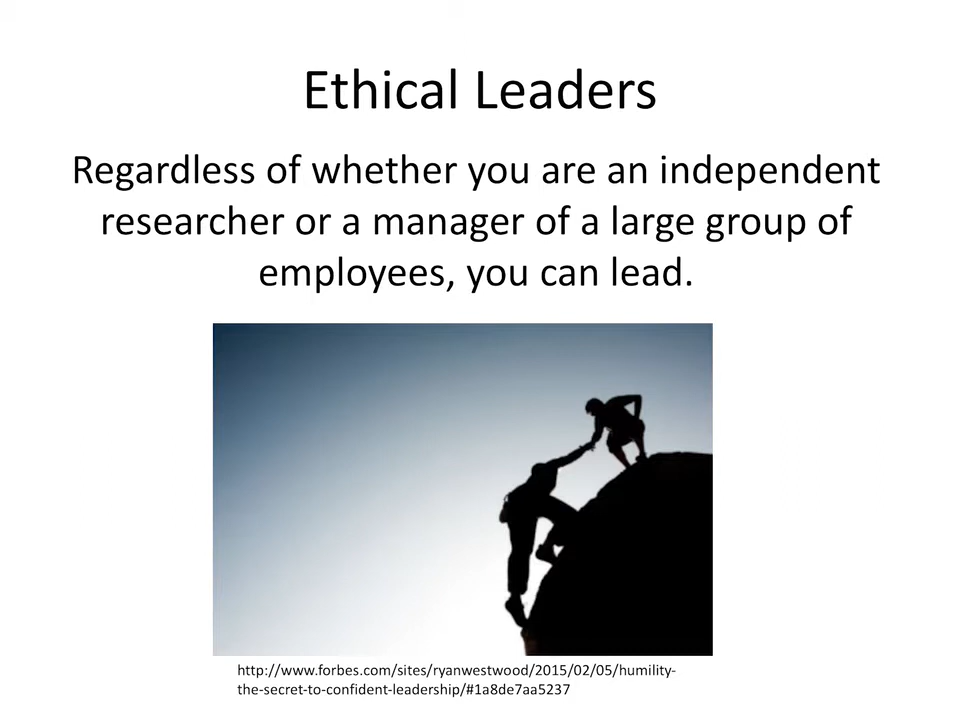 Ethical Leaders
Regardless of whether you are an independent
researcher or a manager of a large group of
employees, you can lead.
http://www.forbes.com/sites/ryanwestwood/2015/02/05/humility-
the-secret-to-confident-leadership/#1a8de7aa5237